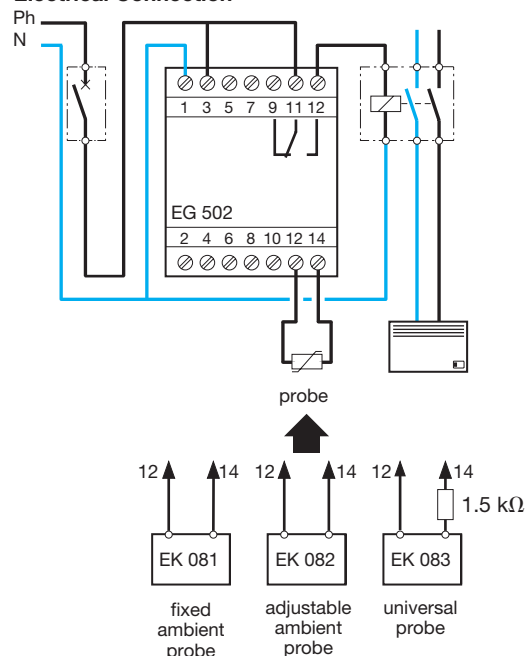 Electrical Connection
Ph
N
1 3 5 7 9 11 12
EG 502
2 4 6 8 10 12 14
probe
12 14 12 14 12 14
1.5 kΩ
EK 081 EK 082 EK 083
fixed adjustable universal
ambient ambient probe
probe probe